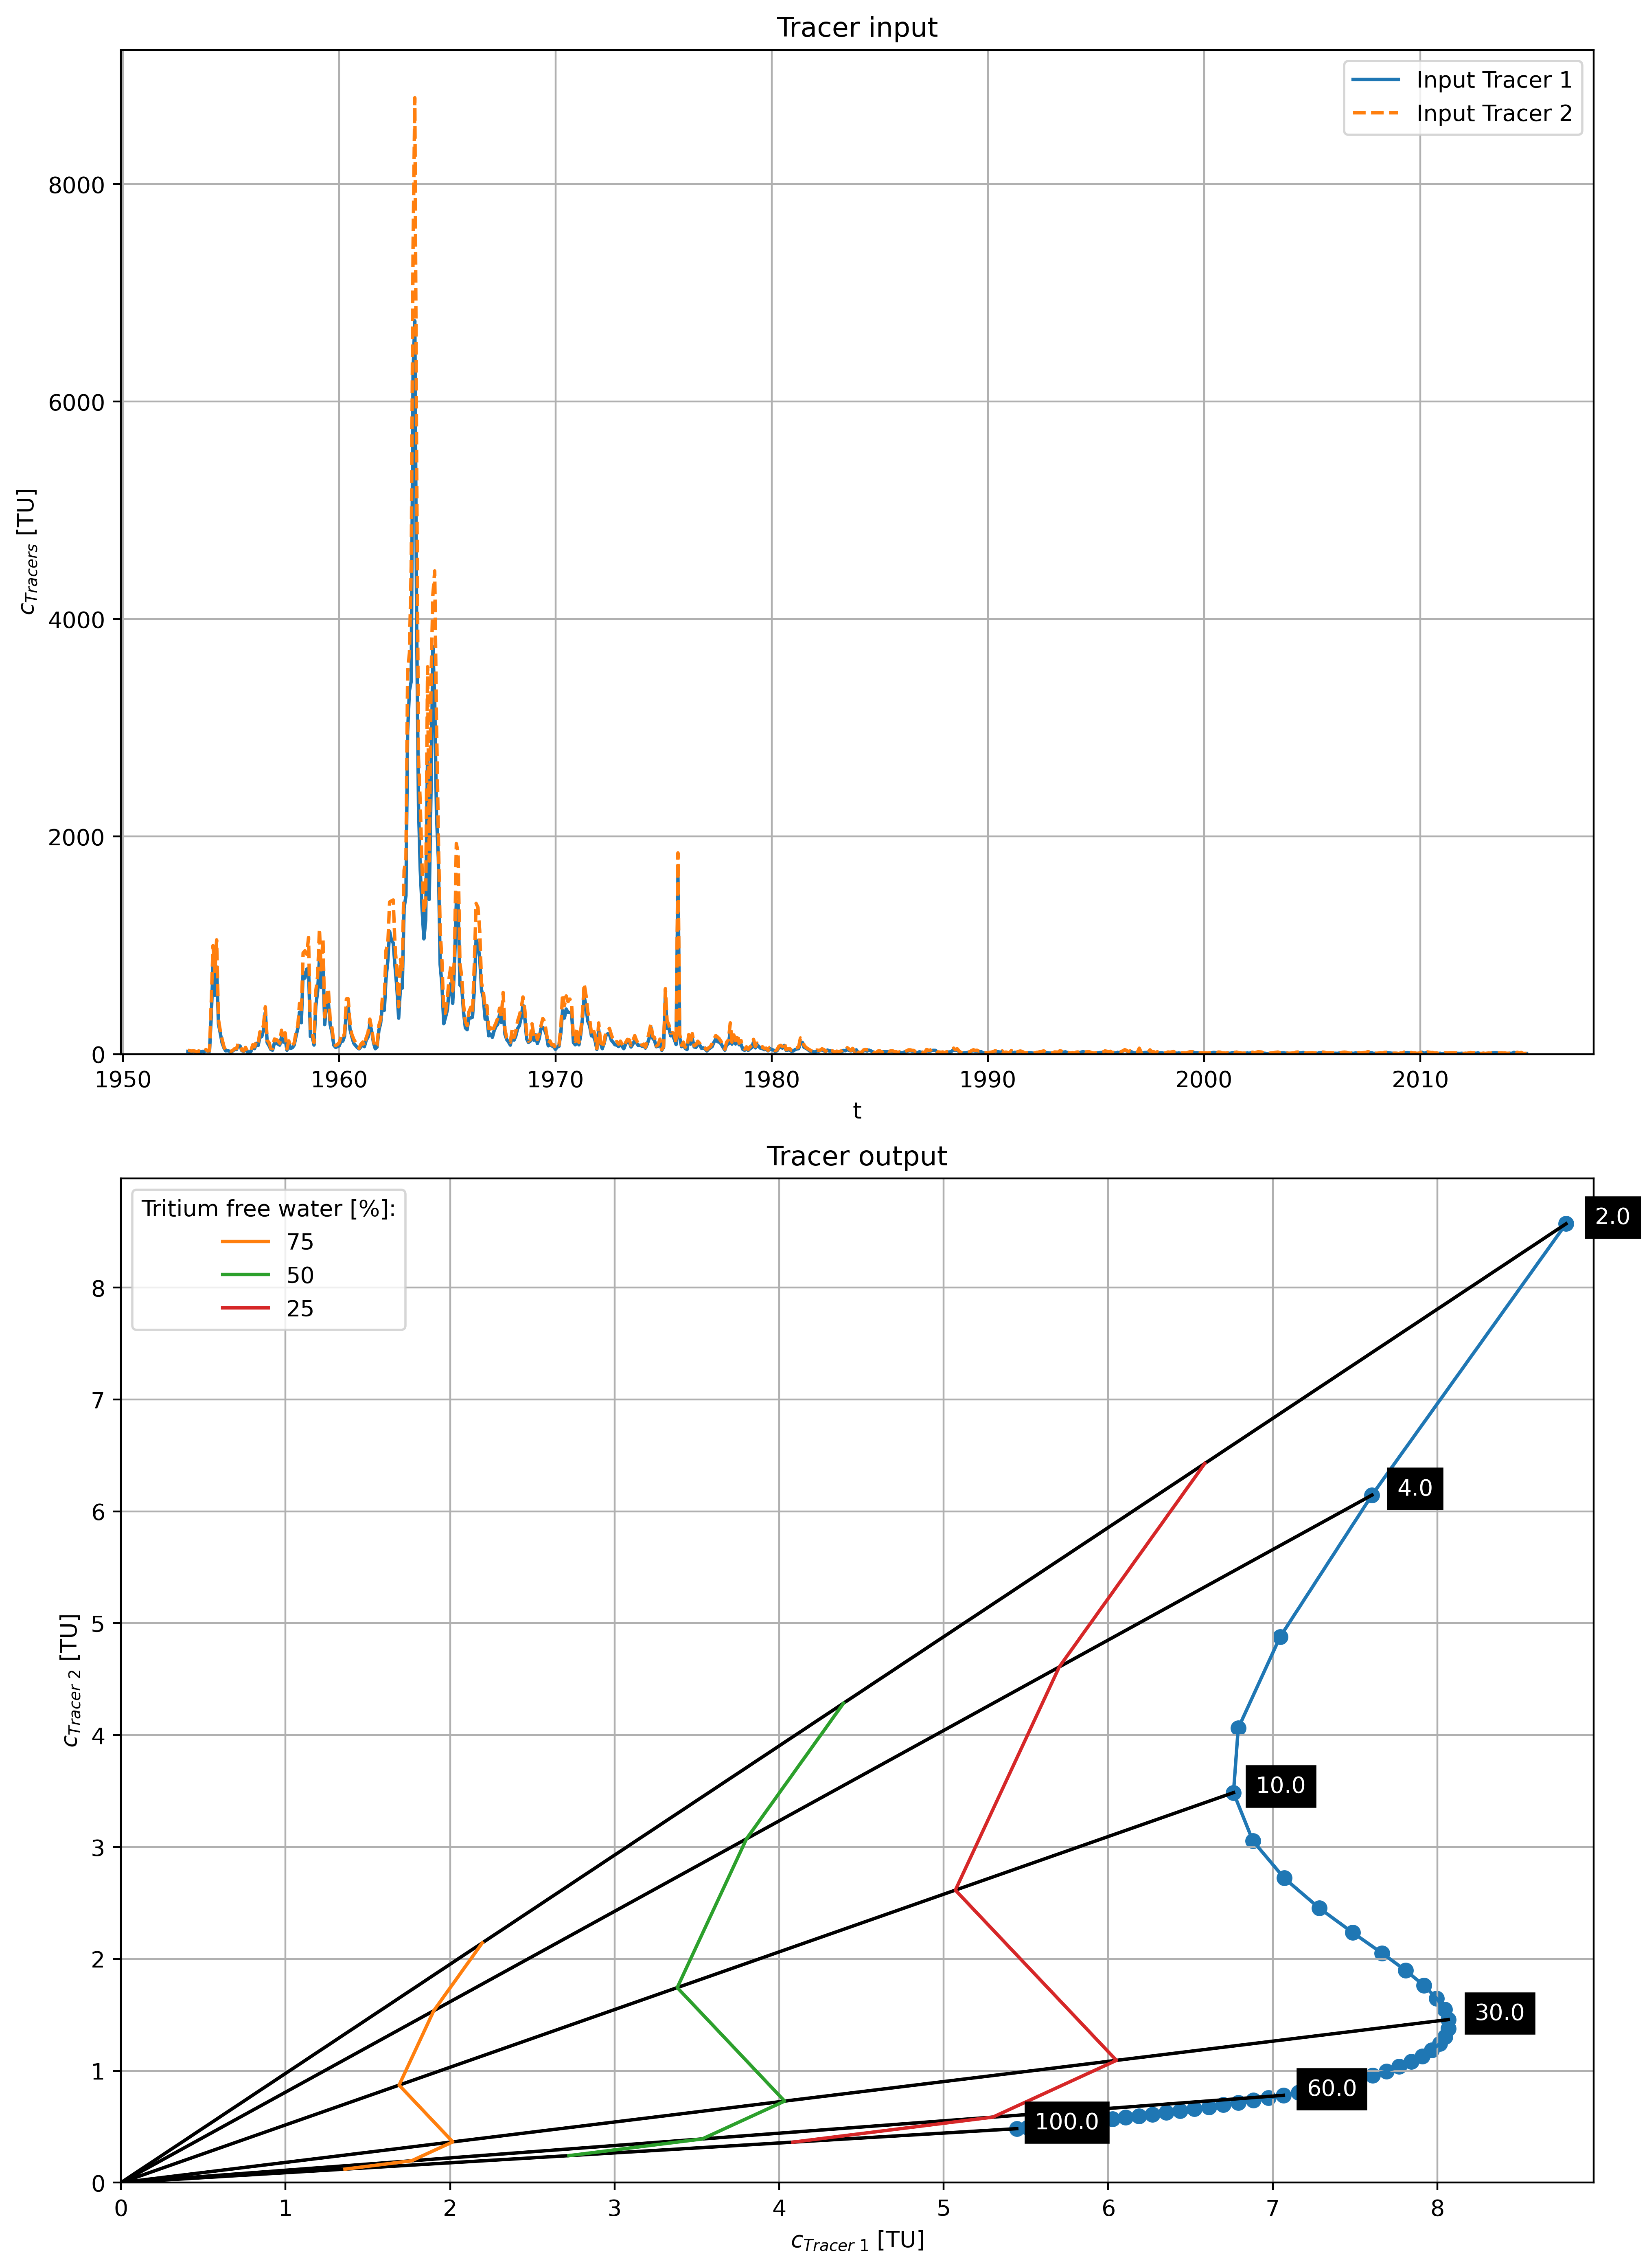 Tracer input
Input Tracer 1
Input Tracer 2
8000
6000
4000
2000
0
c_Tracers [TU]
1950 1960 1970 1980 1990 2000 2010
t
Tracer output
Tritium free water [%]:
75
50
25
2.0
4.0
10.0
30.0
60.0
100.0
8
7
6
5
4
3
2
1
0
c_Tracer 2 [TU]
0 1 2 3 4 5 6 7 8
c_Tracer 1 [TU]